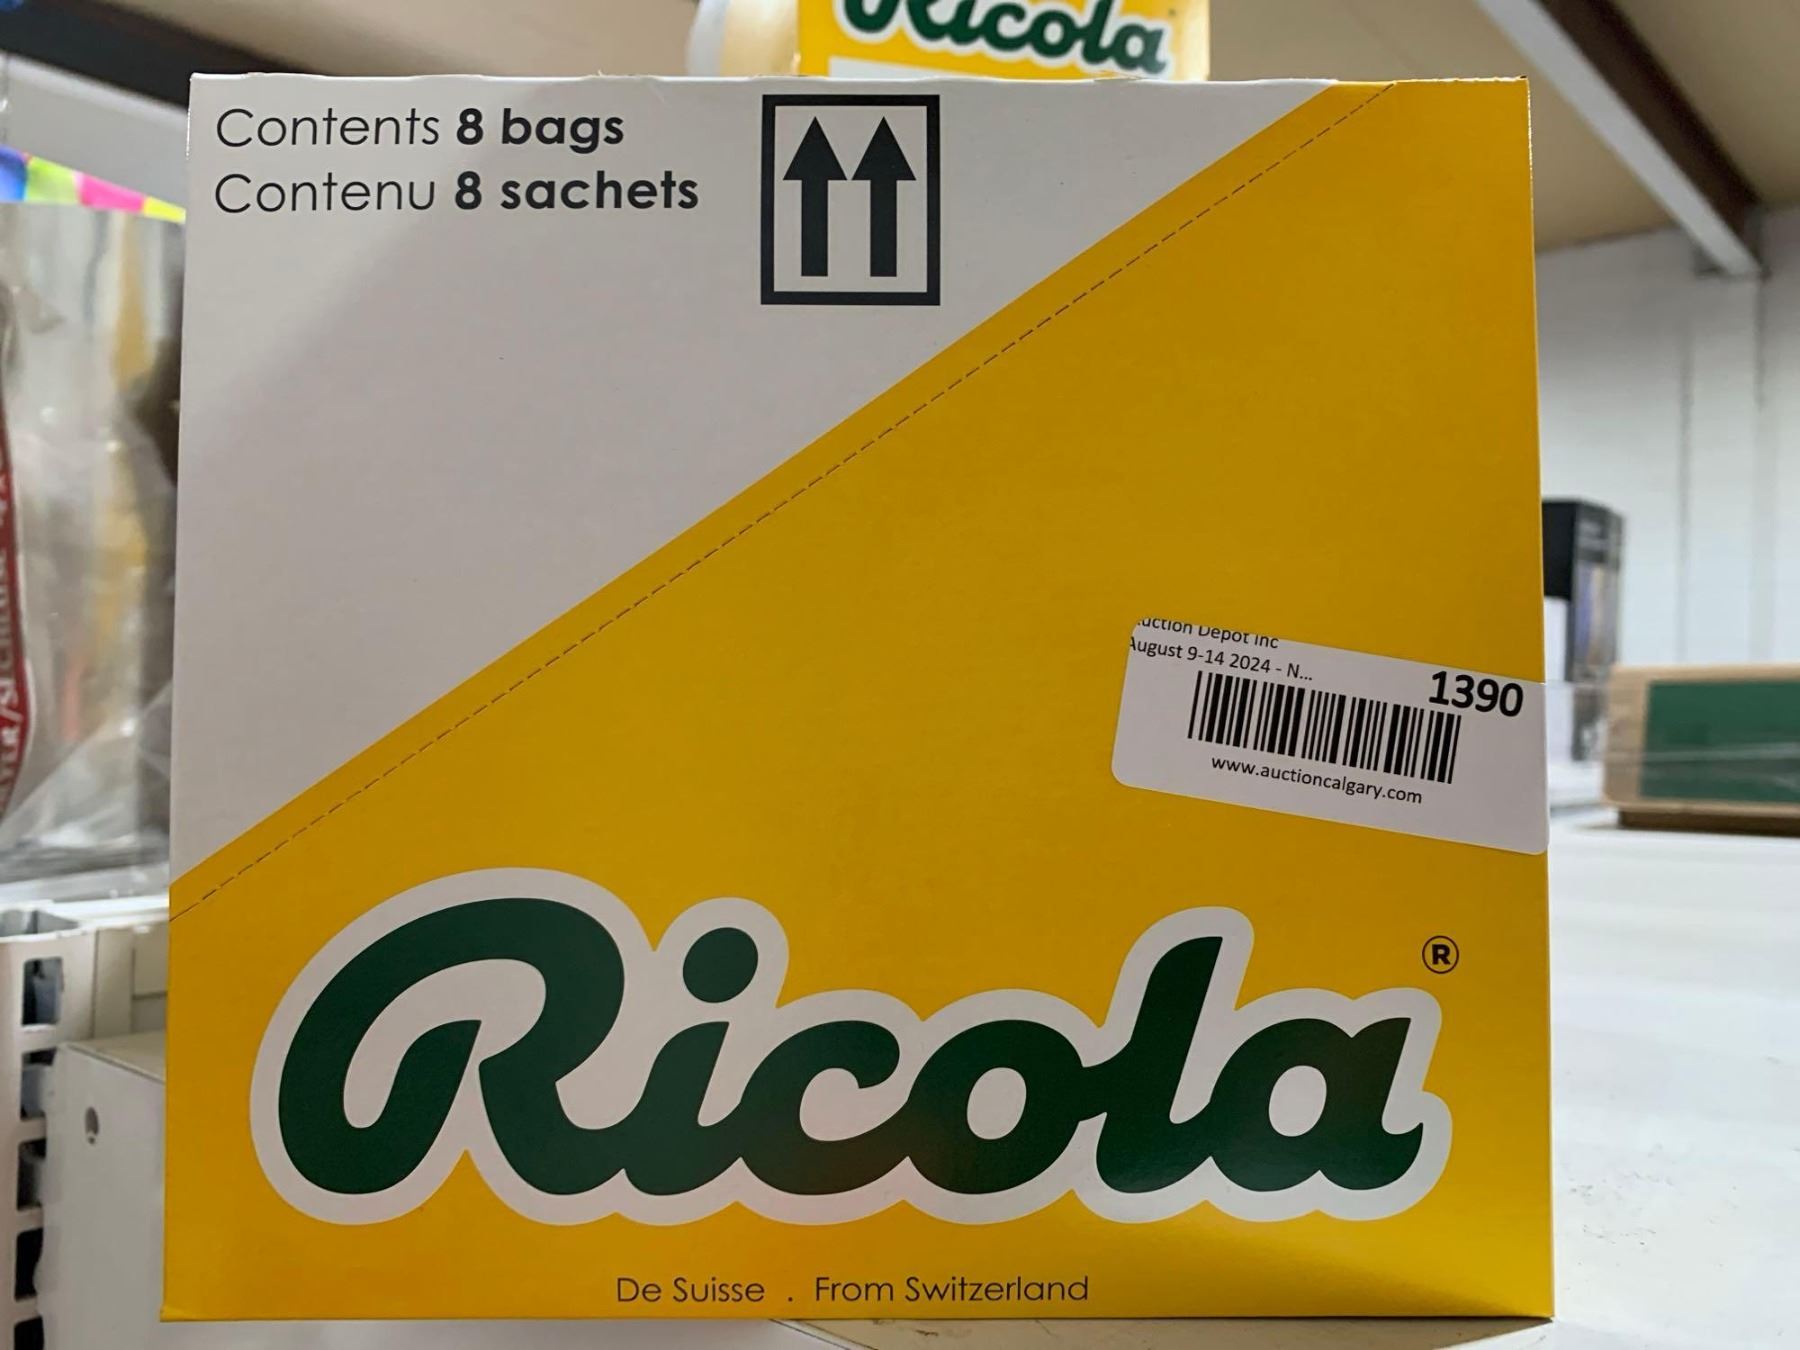 Ricola
Contents 8 bags
Contenu 8 sachets
Auction Depot Inc
August 9-14 2024 - N...
1390
www.auctioncalgary.com
Ricola®
De Suisse . From Switzerland